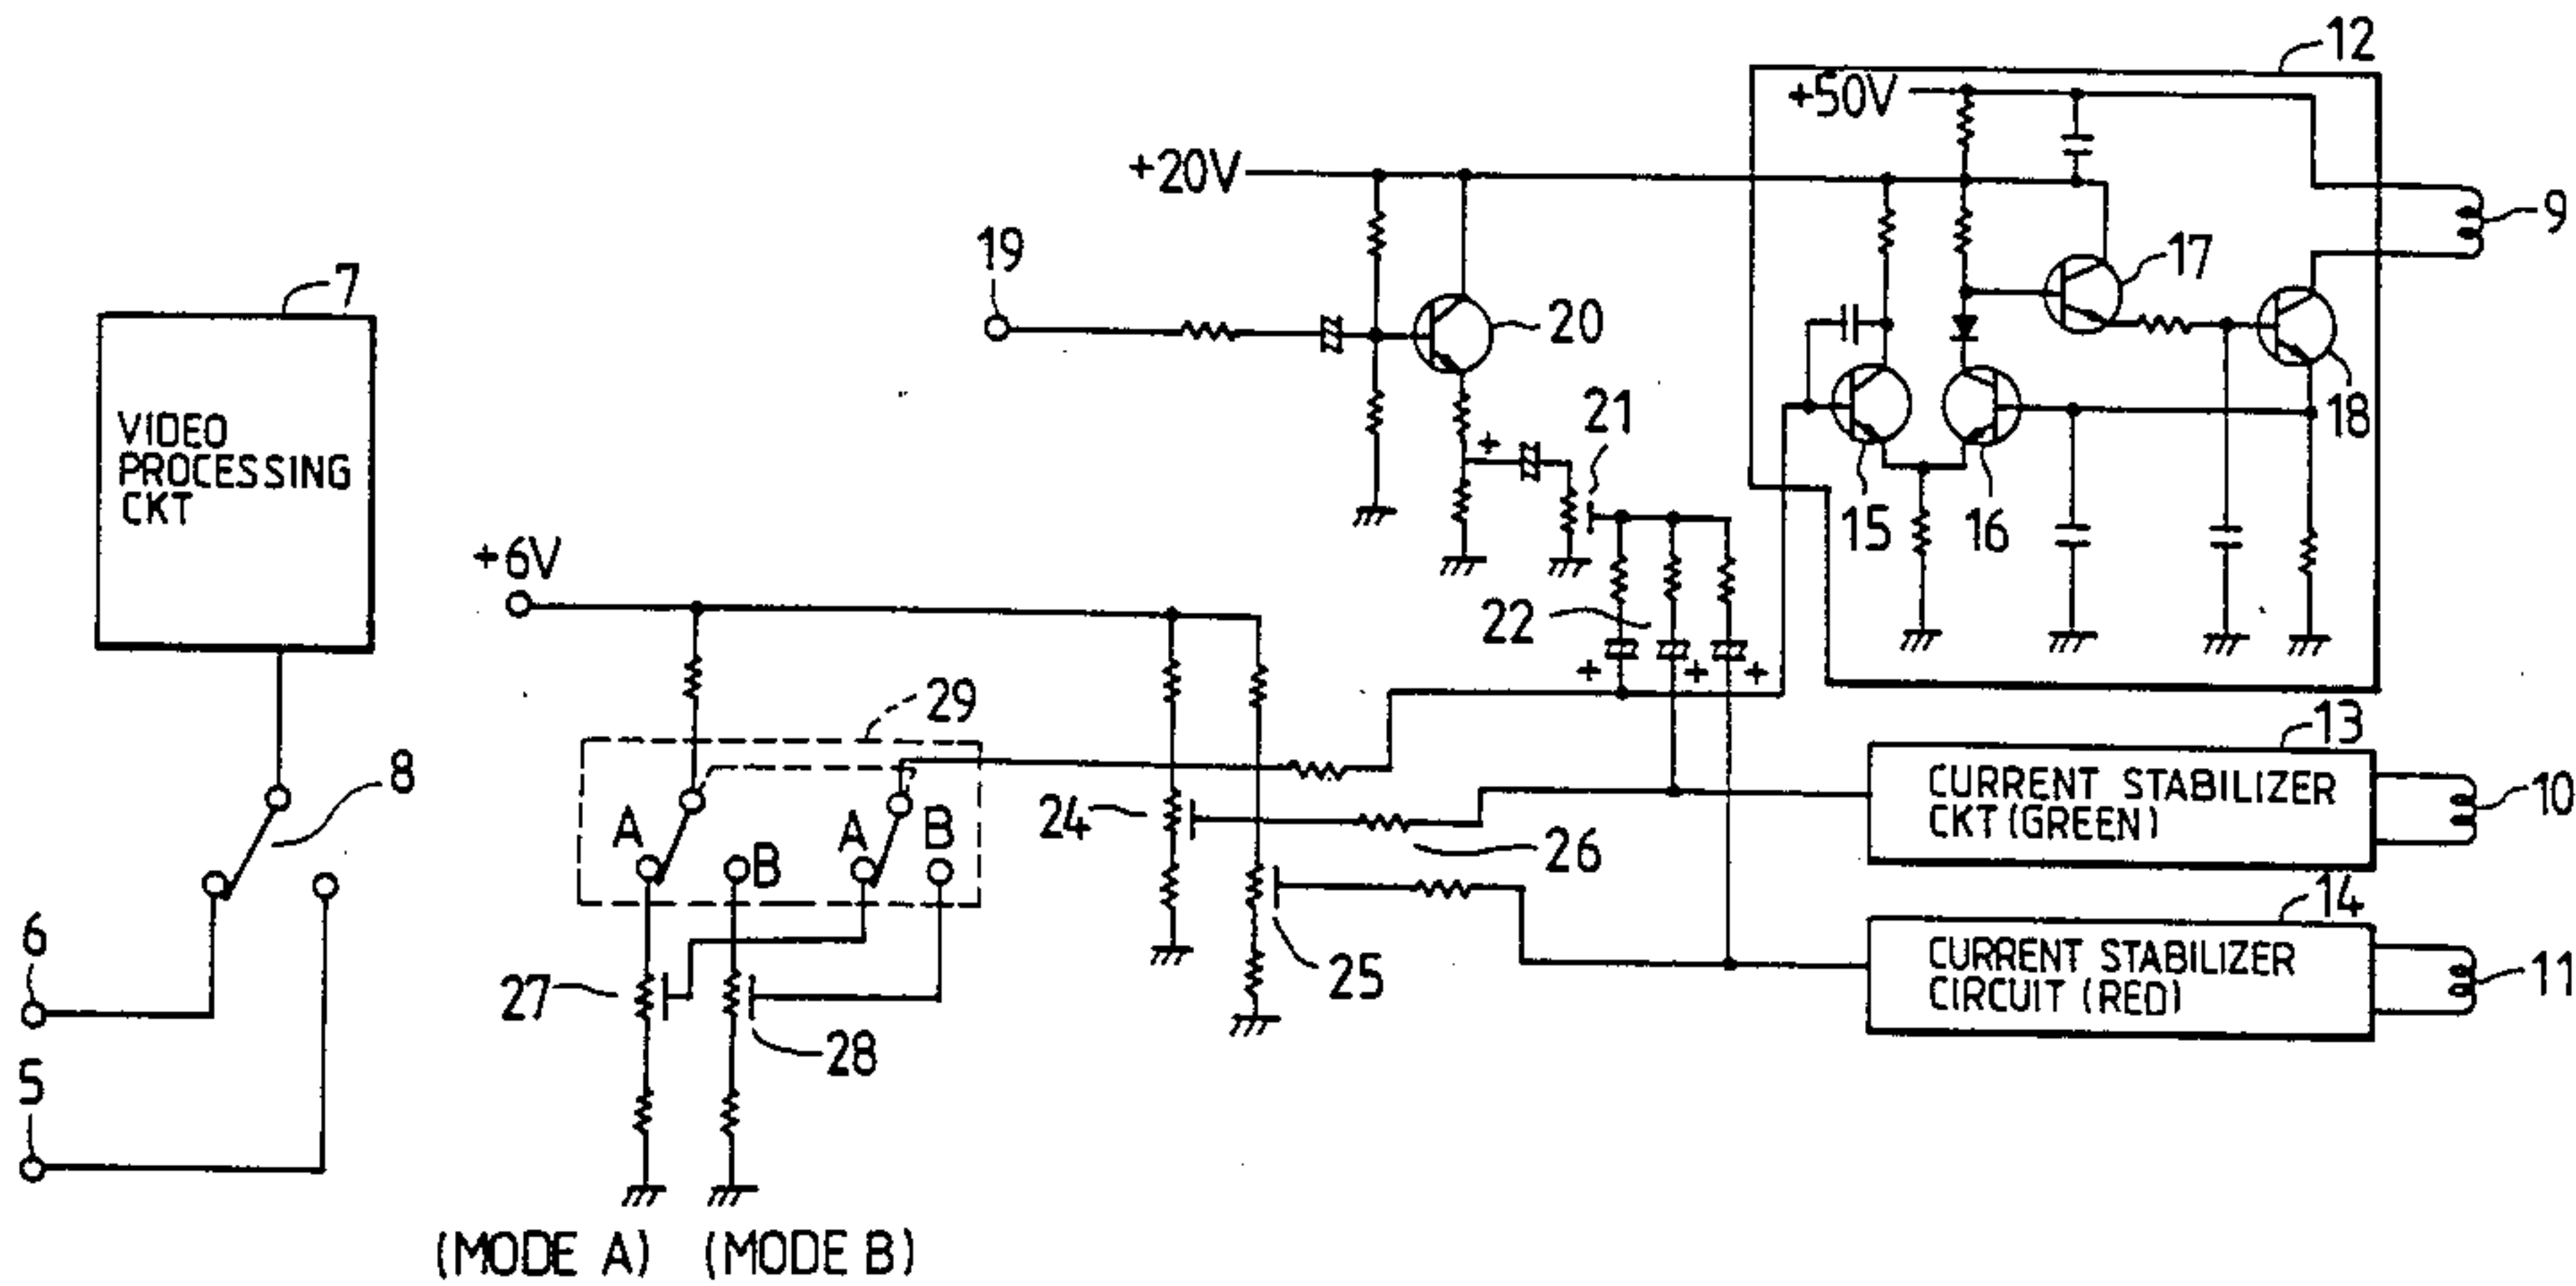 12
+50V
+20V
9
19
7
17
20
VIDEO
PROCESSING
CKT
21
18
15
16
+6V
22
29
13
8
CURRENT STABILIZER
CKT (GREEN)
10
24
A
B
A
B
26
14
6
CURRENT STABILIZER
CIRCUIT (RED)
11
27
25
28
5
(MODE A) (MODE B)
+
+
+
+